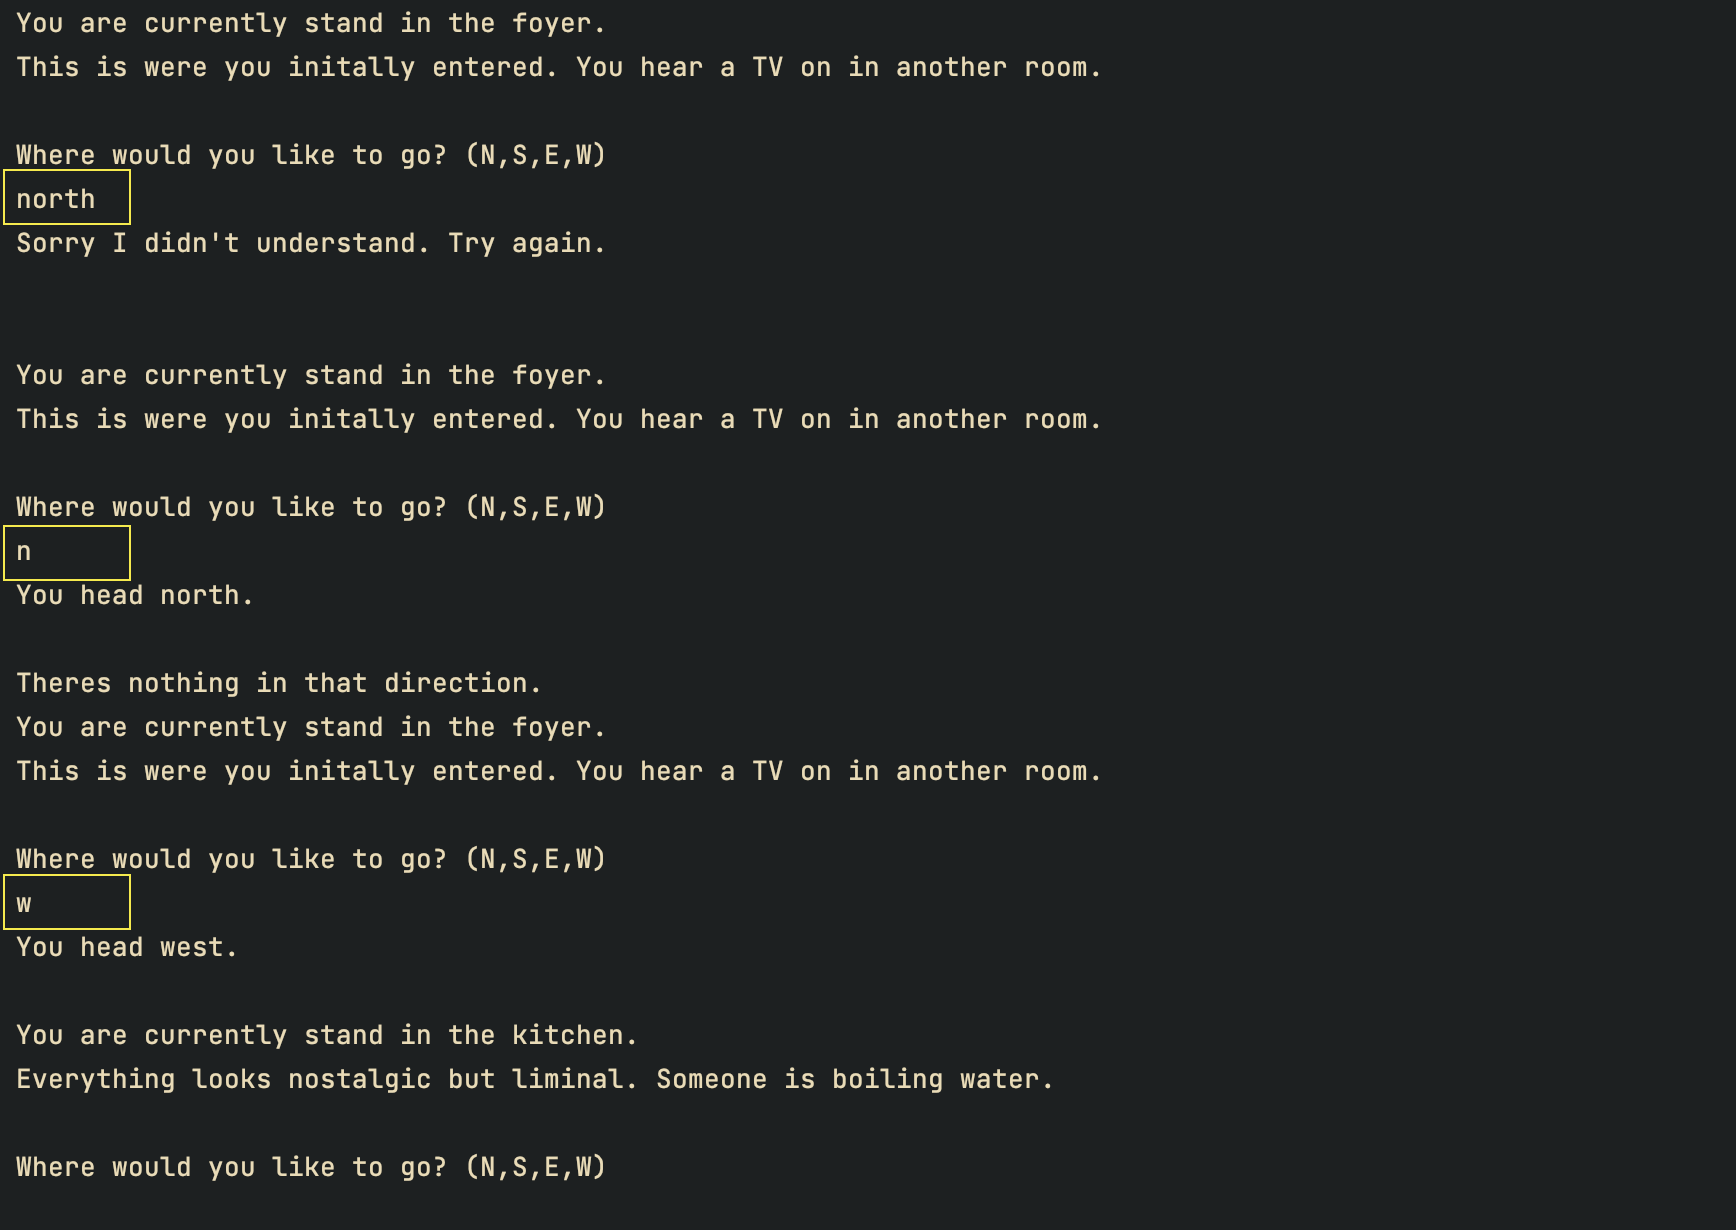 You are currently stand in the foyer.
This is were you initally entered. You hear a TV on in another room.
Where would you like to go? (N,S,E,W)
north
Sorry I didn't understand. Try again.
You are currently stand in the foyer.
This is were you initally entered. You hear a TV on in another room.
Where would you like to go? (N,S,E,W)
n
You head north.
Theres nothing in that direction.
You are currently stand in the foyer.
This is were you initally entered. You hear a TV on in another room.
Where would you like to go? (N,S,E,W)
w
You head west.
You are currently stand in the kitchen.
Everything looks nostalgic but liminal. Someone is boiling water.
Where would you like to go? (N,S,E,W)